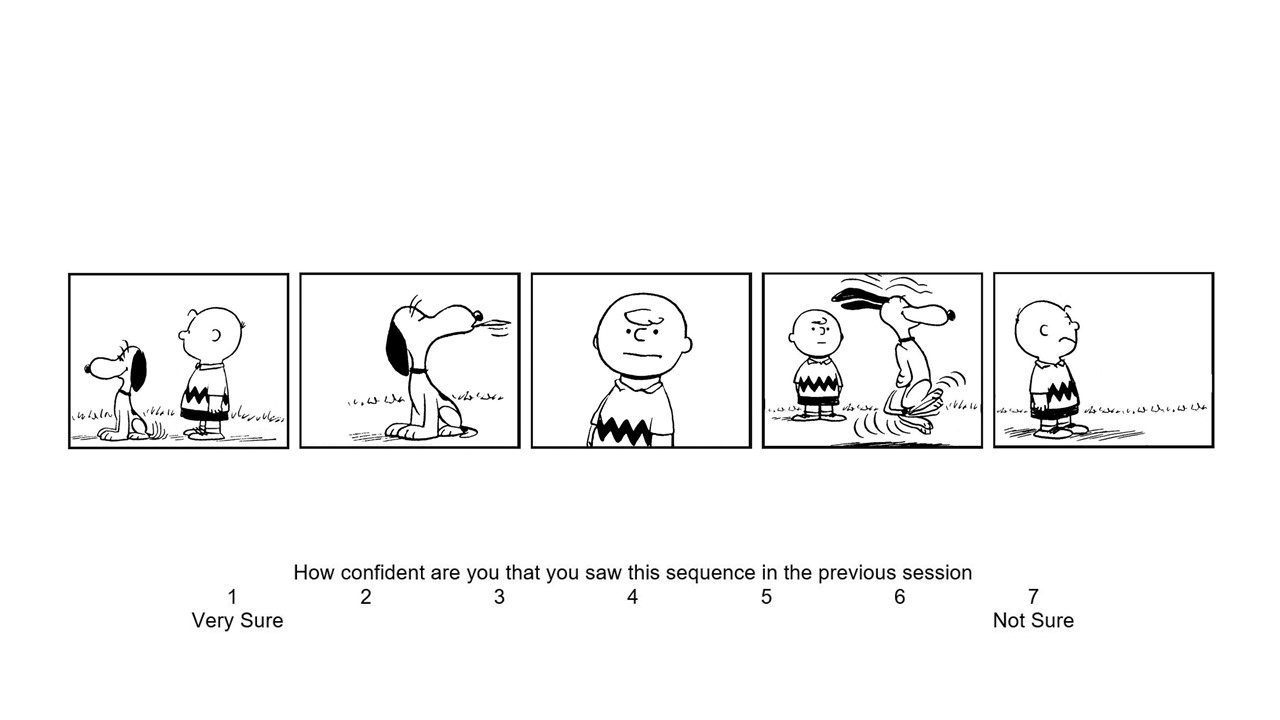 How confident are you that you saw this sequence in the previous session
1 2 3 4 5 6 7
Very Sure Not Sure